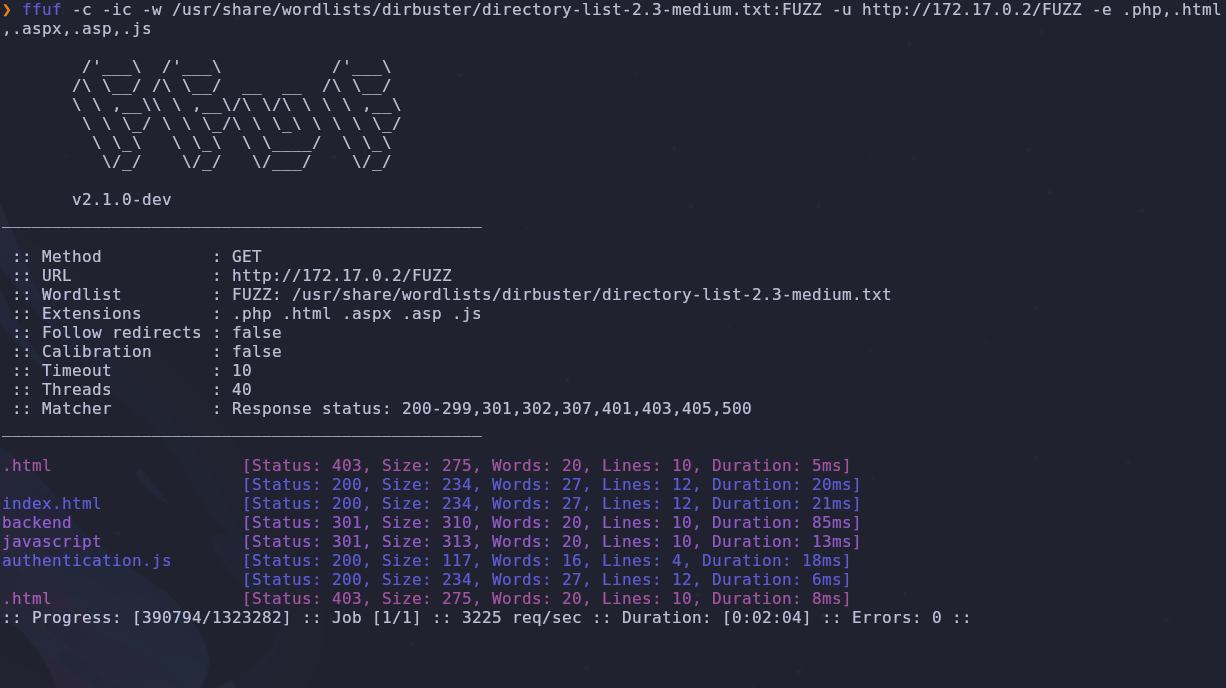 ❯ ffuf -c -ic -w /usr/share/wordlists/dirbuster/directory-list-2.3-medium.txt:FUZZ -u http://172.17.0.2/FUZZ -e .php,.html
,.aspx,.asp,.js
        /'___\  /'___\           /'___\
       /\ \__/ /\ \__/  __  __  /\ \__/
       \ \ ,__\\ \ ,__\/\ \/\ \ \ \ ,__\
        \ \ \_/ \ \ \_/\ \ \_\ \ \ \ \_/
         \ \_\   \ \_\  \ \____/  \ \_\
          \/_/    \/_/   \/___/    \/_/
       v2.1.0-dev
________________________________________________
 :: Method           : GET
 :: URL              : http://172.17.0.2/FUZZ
 :: Wordlist         : FUZZ: /usr/share/wordlists/dirbuster/directory-list-2.3-medium.txt
 :: Extensions       : .php .html .aspx .asp .js
 :: Follow redirects : false
 :: Calibration      : false
 :: Timeout          : 10
 :: Threads          : 40
 :: Matcher          : Response status: 200-299,301,302,307,401,403,405,500
________________________________________________
.html                   [Status: 403, Size: 275, Words: 20, Lines: 10, Duration: 5ms]
                        [Status: 200, Size: 234, Words: 27, Lines: 12, Duration: 20ms]
index.html              [Status: 200, Size: 234, Words: 27, Lines: 12, Duration: 21ms]
backend                 [Status: 301, Size: 310, Words: 20, Lines: 10, Duration: 85ms]
javascript              [Status: 301, Size: 313, Words: 20, Lines: 10, Duration: 13ms]
authentication.js       [Status: 200, Size: 117, Words: 16, Lines: 4, Duration: 18ms]
                        [Status: 200, Size: 234, Words: 27, Lines: 12, Duration: 6ms]
.html                   [Status: 403, Size: 275, Words: 20, Lines: 10, Duration: 8ms]
:: Progress: [390794/1323282] :: Job [1/1] :: 3225 req/sec :: Duration: [0:02:04] :: Errors: 0 ::